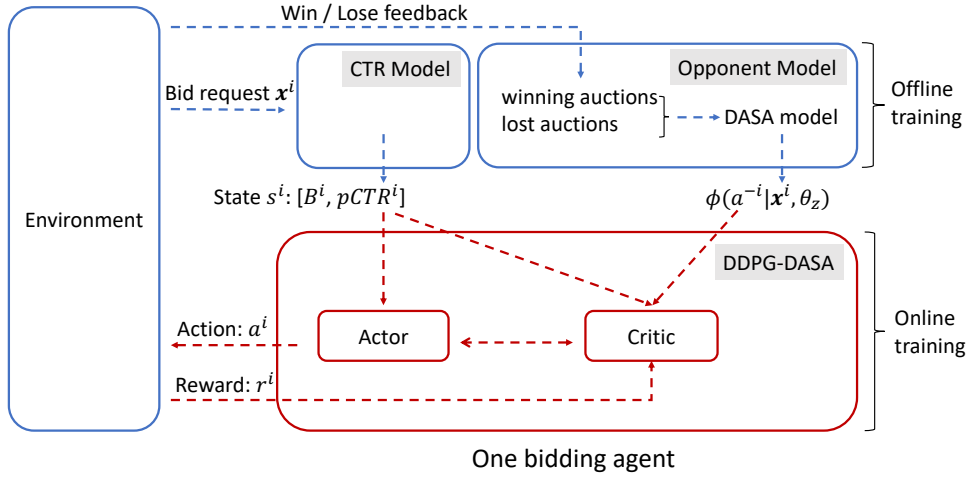 Win / Lose feedback
CTR Model
Opponent Model
Bid request 𝒙^i
winning auctions
lost auctions
DASA model
Offline
training
State s^i: [B^i, pCTR^i]
ϕ(a^{-i}|𝒙^i, θ_z)
Environment
DDPG-DASA
Action: a^i
Actor
Critic
Online
training
Reward: r^i
One bidding agent